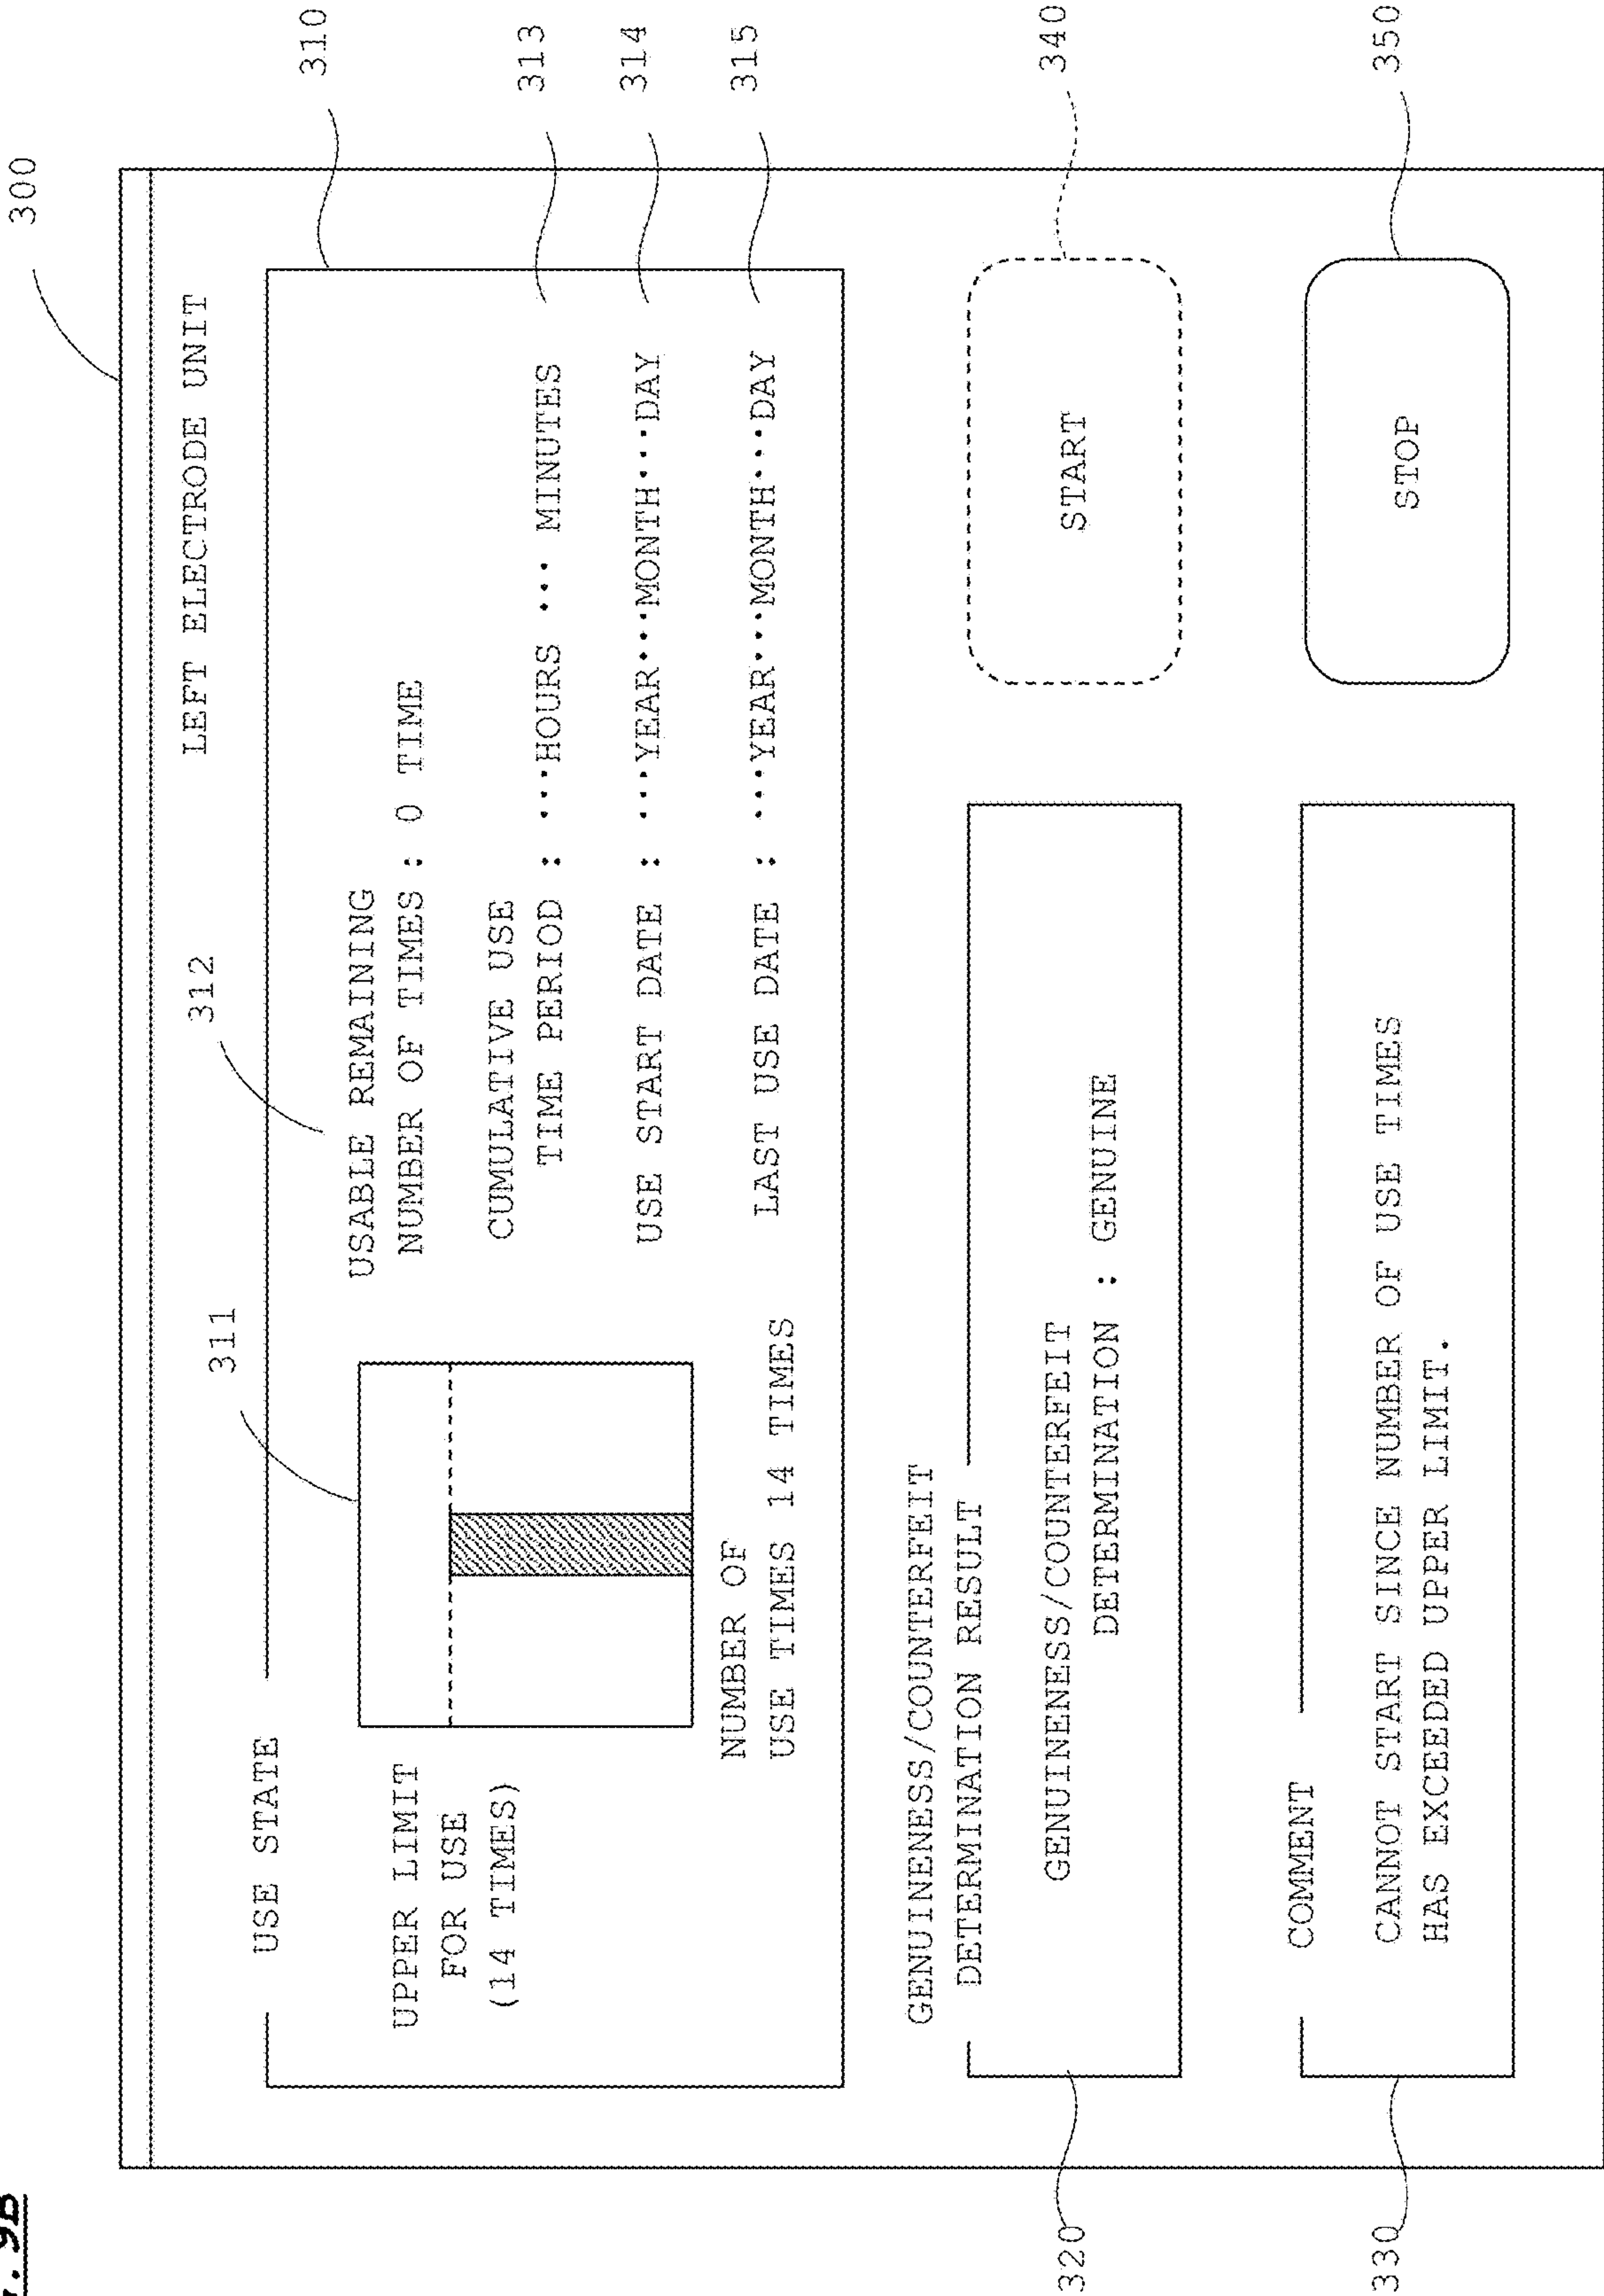 . 9B
300
LEFT ELECTRODE UNIT
USE STATE
310
311
312
UPPER LIMIT
FOR USE
(14 TIMES)
NUMBER OF
USE TIMES 14 TIMES
USABLE REMAINING
NUMBER OF TIMES : 0 TIME
CUMULATIVE USE
TIME PERIOD : ···HOURS ··· MINUTES
313
USE START DATE : ···YEAR···MONTH···DAY
314
LAST USE DATE : ···YEAR···MONTH···DAY
315
GENUINENESS/COUNTERFEIT
DETERMINATION RESULT
GENUINENESS/COUNTERFEIT
DETERMINATION : GENUINE
320
START
340
COMMENT
CANNOT START SINCE NUMBER OF USE TIMES
HAS EXCEEDED UPPER LIMIT.
330
STOP
350